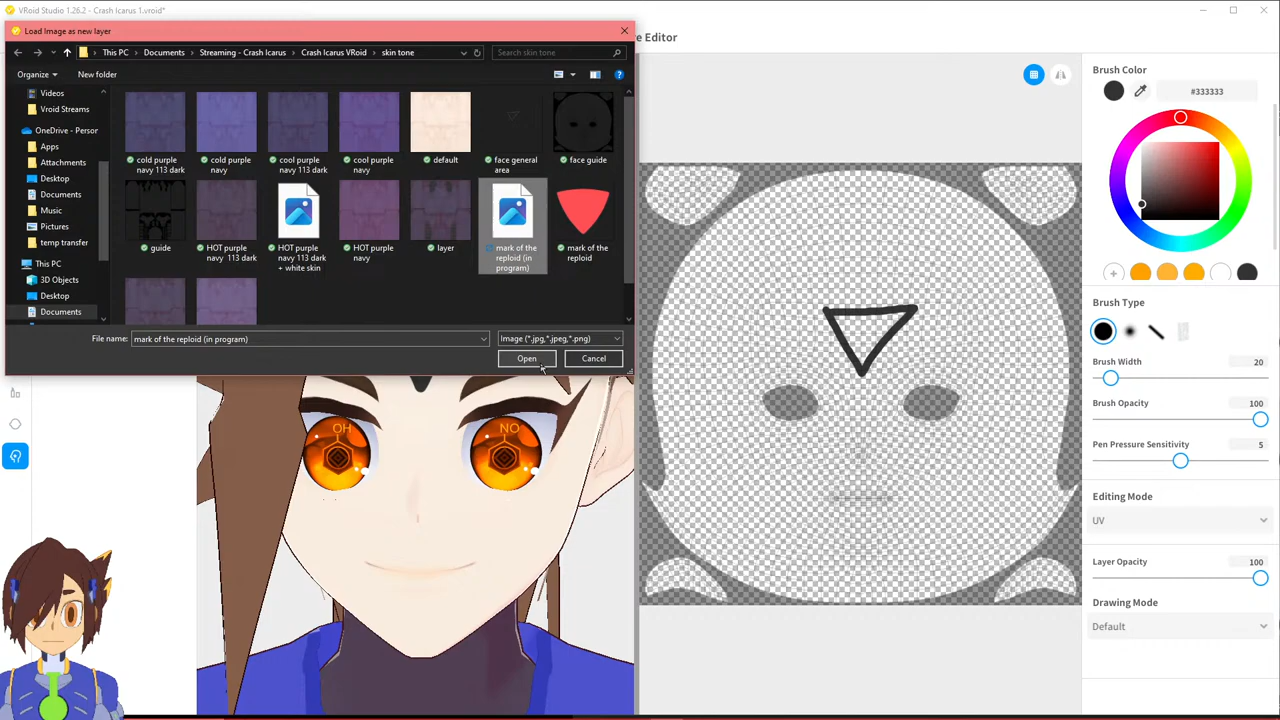 VRoid Studio 1.26.2 - Crash Icarus 1.vroid*
Load Image as new layer
e Editor
This PC
Documents
Streaming - Crash Icarus
Crash Icarus VRoid
skin tone
Search skin tone
Organize
New folder
Videos
Vroid Streams
OneDrive - Person
Apps
Attachments
Desktop
Documents
Music
Pictures
temp transfer
This PC
3D Objects
Desktop
Documents
cold purple
navy 113 dark
cold purple
navy
cool purple
navy 113 dark
cool purple
navy
default
face general
area
face guide
guide
HOT purple
navy 113 dark
HOT purple
navy 113 dark
+ white skin
HOT purple
navy
layer
mark of the
reploid (in
program)
mark of the
reploid
File name:
mark of the reploid (in program)
Image (*.jpg,*.jpeg,*.png)
Open
Cancel
OH
NO
Brush Color
#333333
Brush Type
Brush Width
20
Brush Opacity
100
Pen Pressure Sensitivity
5
Editing Mode
UV
Layer Opacity
100
Drawing Mode
Default